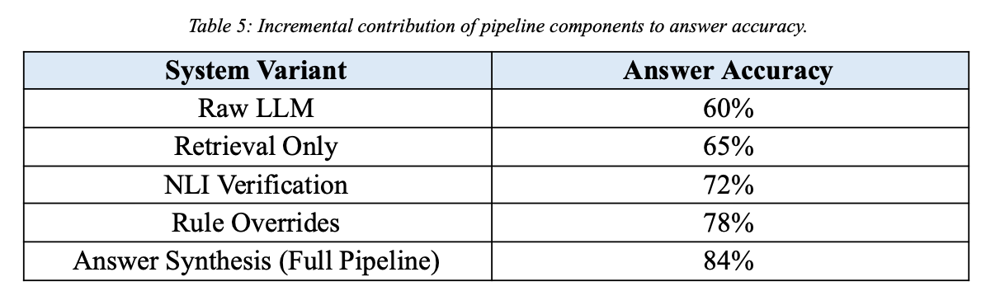 Table 5: Incremental contribution of pipeline components to answer accuracy.
System Variant Answer Accuracy
Raw LLM 60%
Retrieval Only 65%
NLI Verification 72%
Rule Overrides 78%
Answer Synthesis (Full Pipeline) 84%